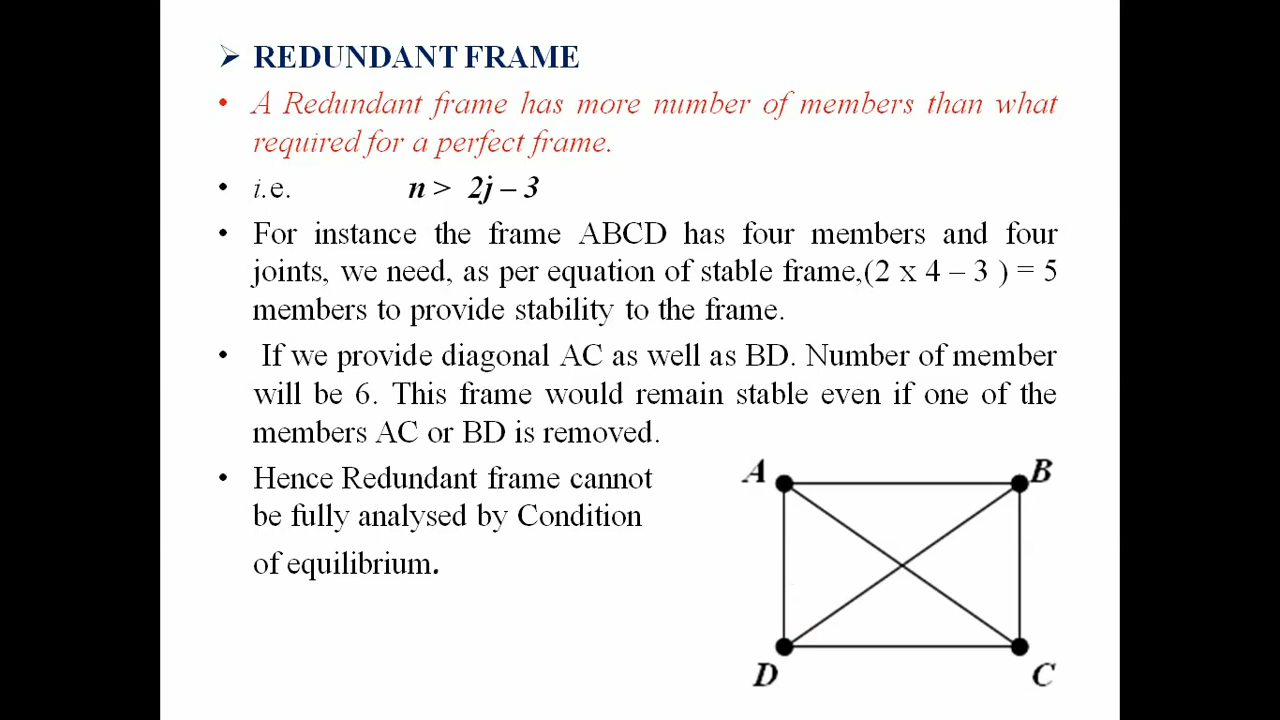 ➢ REDUNDANT FRAME
• A Redundant frame has more number of members than what
required for a perfect frame.
• i.e. n > 2j – 3
• For instance the frame ABCD has four members and four
joints, we need, as per equation of stable frame,(2 x 4 – 3 ) = 5
members to provide stability to the frame.
• If we provide diagonal AC as well as BD. Number of member
will be 6. This frame would remain stable even if one of the
members AC or BD is removed.
• Hence Redundant frame cannot
be fully analysed by Condition
of equilibrium.
A
B
D
C